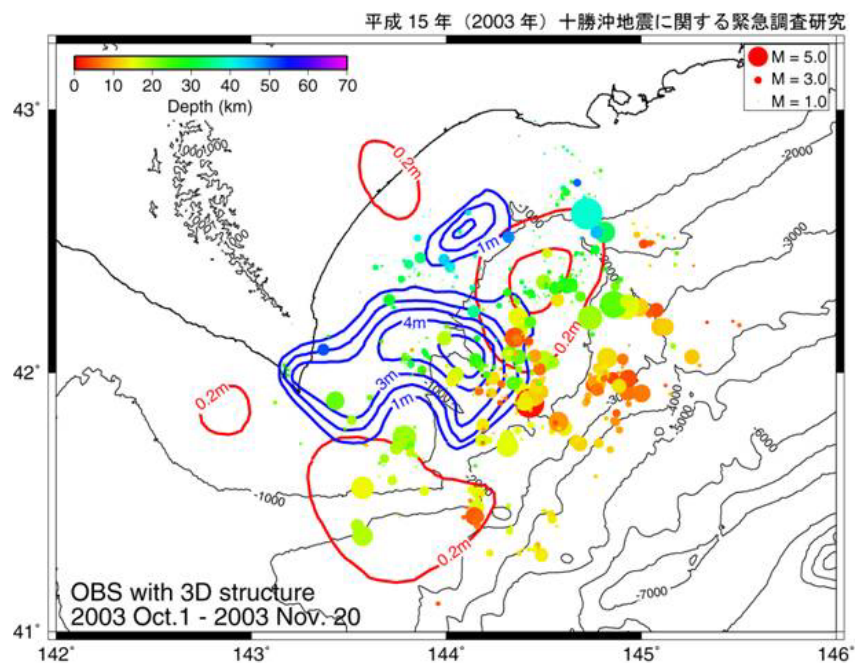 平成 15 年（2003 年）十勝沖地震に関する緊急調査研究
0 10 20 30 40 50 60 70
Depth (km)
M = 5.0
M = 3.0
M = 1.0
43°
42°
41°
0.2m
1m
4m
3m
1m
0.2m
0.2m
0.2m
-1000
-2000
-3000
-4000
-5000
-6000
-7000
-1000
-1000
OBS with 3D structure
2003 Oct.1 - 2003 Nov. 20
142° 143° 144° 145° 146°